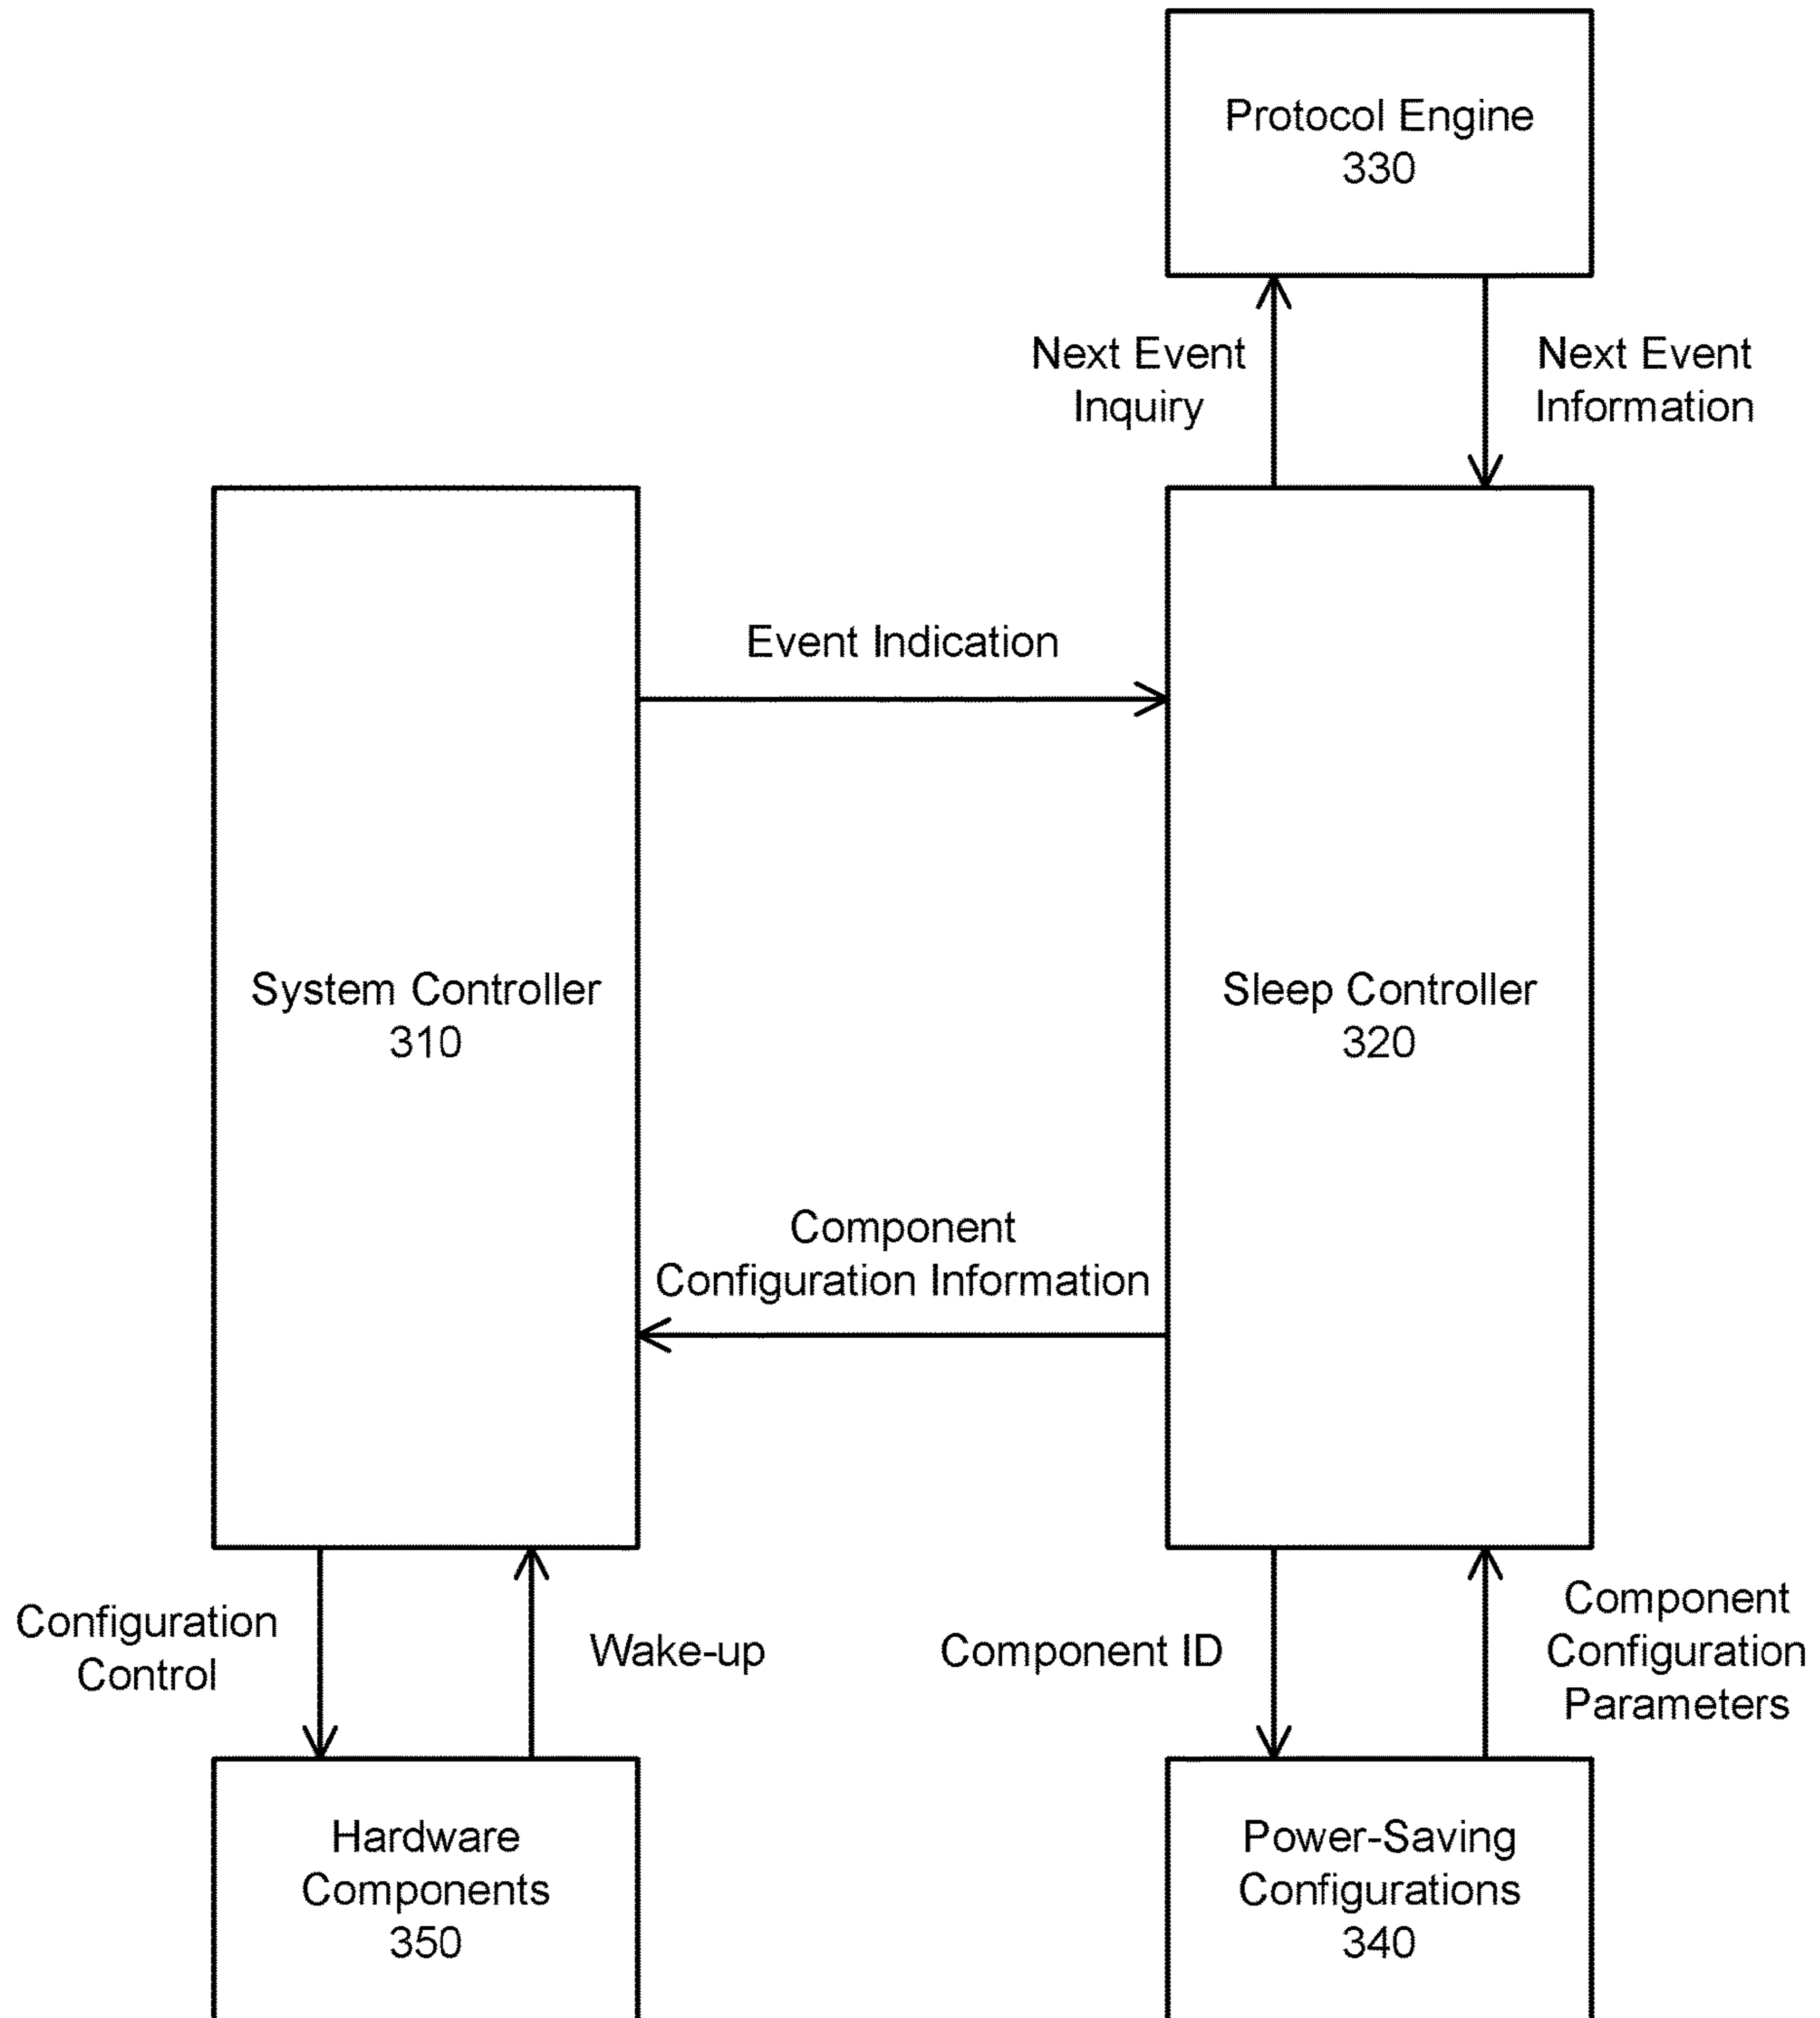 Protocol Engine
330
Next Event
Inquiry
Next Event
Information
Event Indication
System Controller
310
Sleep Controller
320
Component
Configuration Information
Configuration
Control
Wake-up
Component ID
Component
Configuration
Parameters
Hardware
Components
350
Power-Saving
Configurations
340